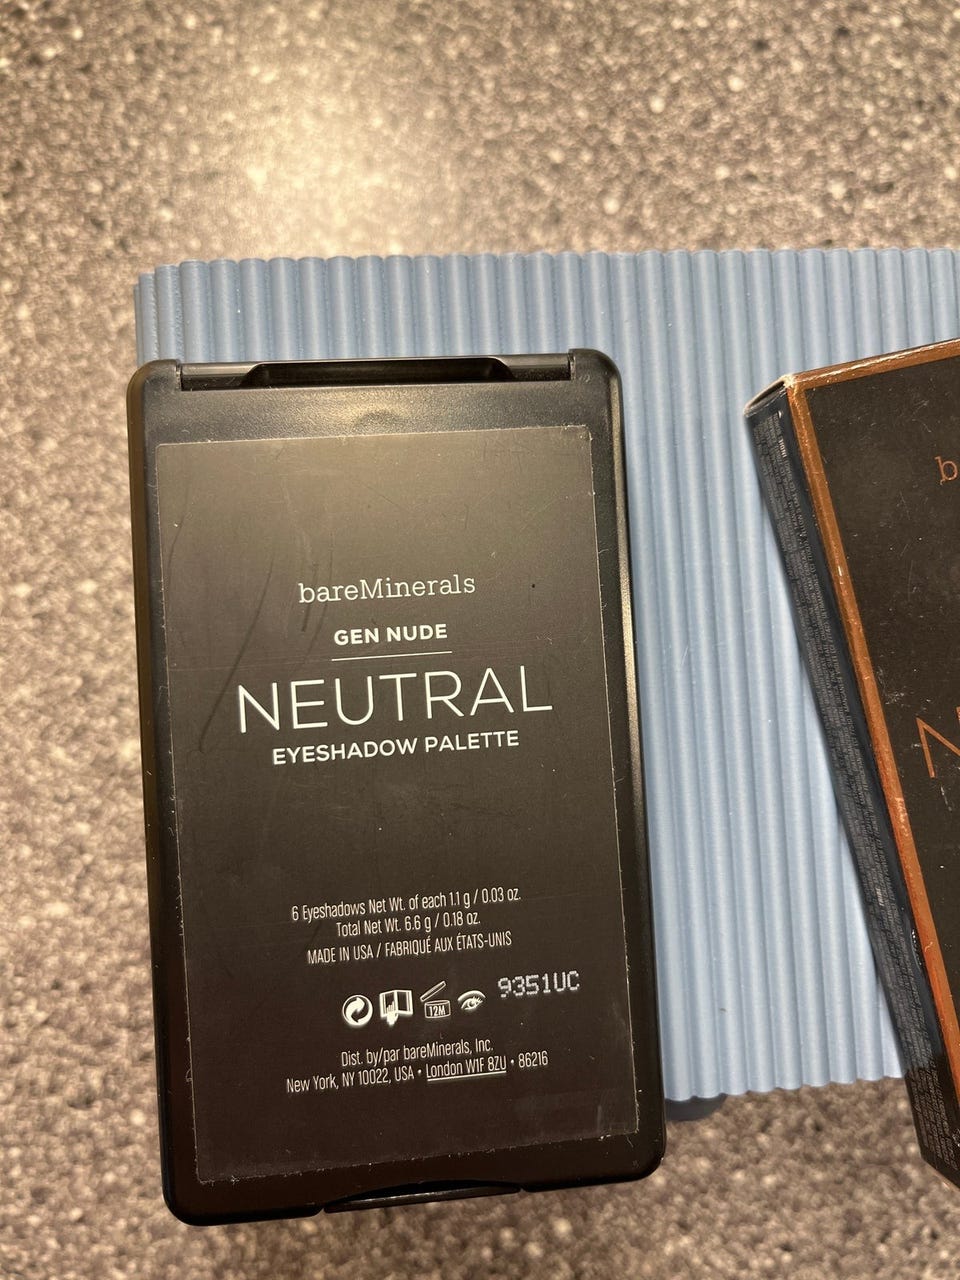 bareMinerals
GEN NUDE
NEUTRAL
EYESHADOW PALETTE
6 Eyeshadows Net Wt. of each 1.1 g / 0.03 oz.
Total Net Wt. 6.6 g / 0.18 oz.
MADE IN USA / FABRIQUÉ AUX ÉTATS-UNIS
9351UC
12M
Dist. by/par bareMinerals, Inc.
New York, NY 10022, USA • London W1F 8ZU • 86216
b
N